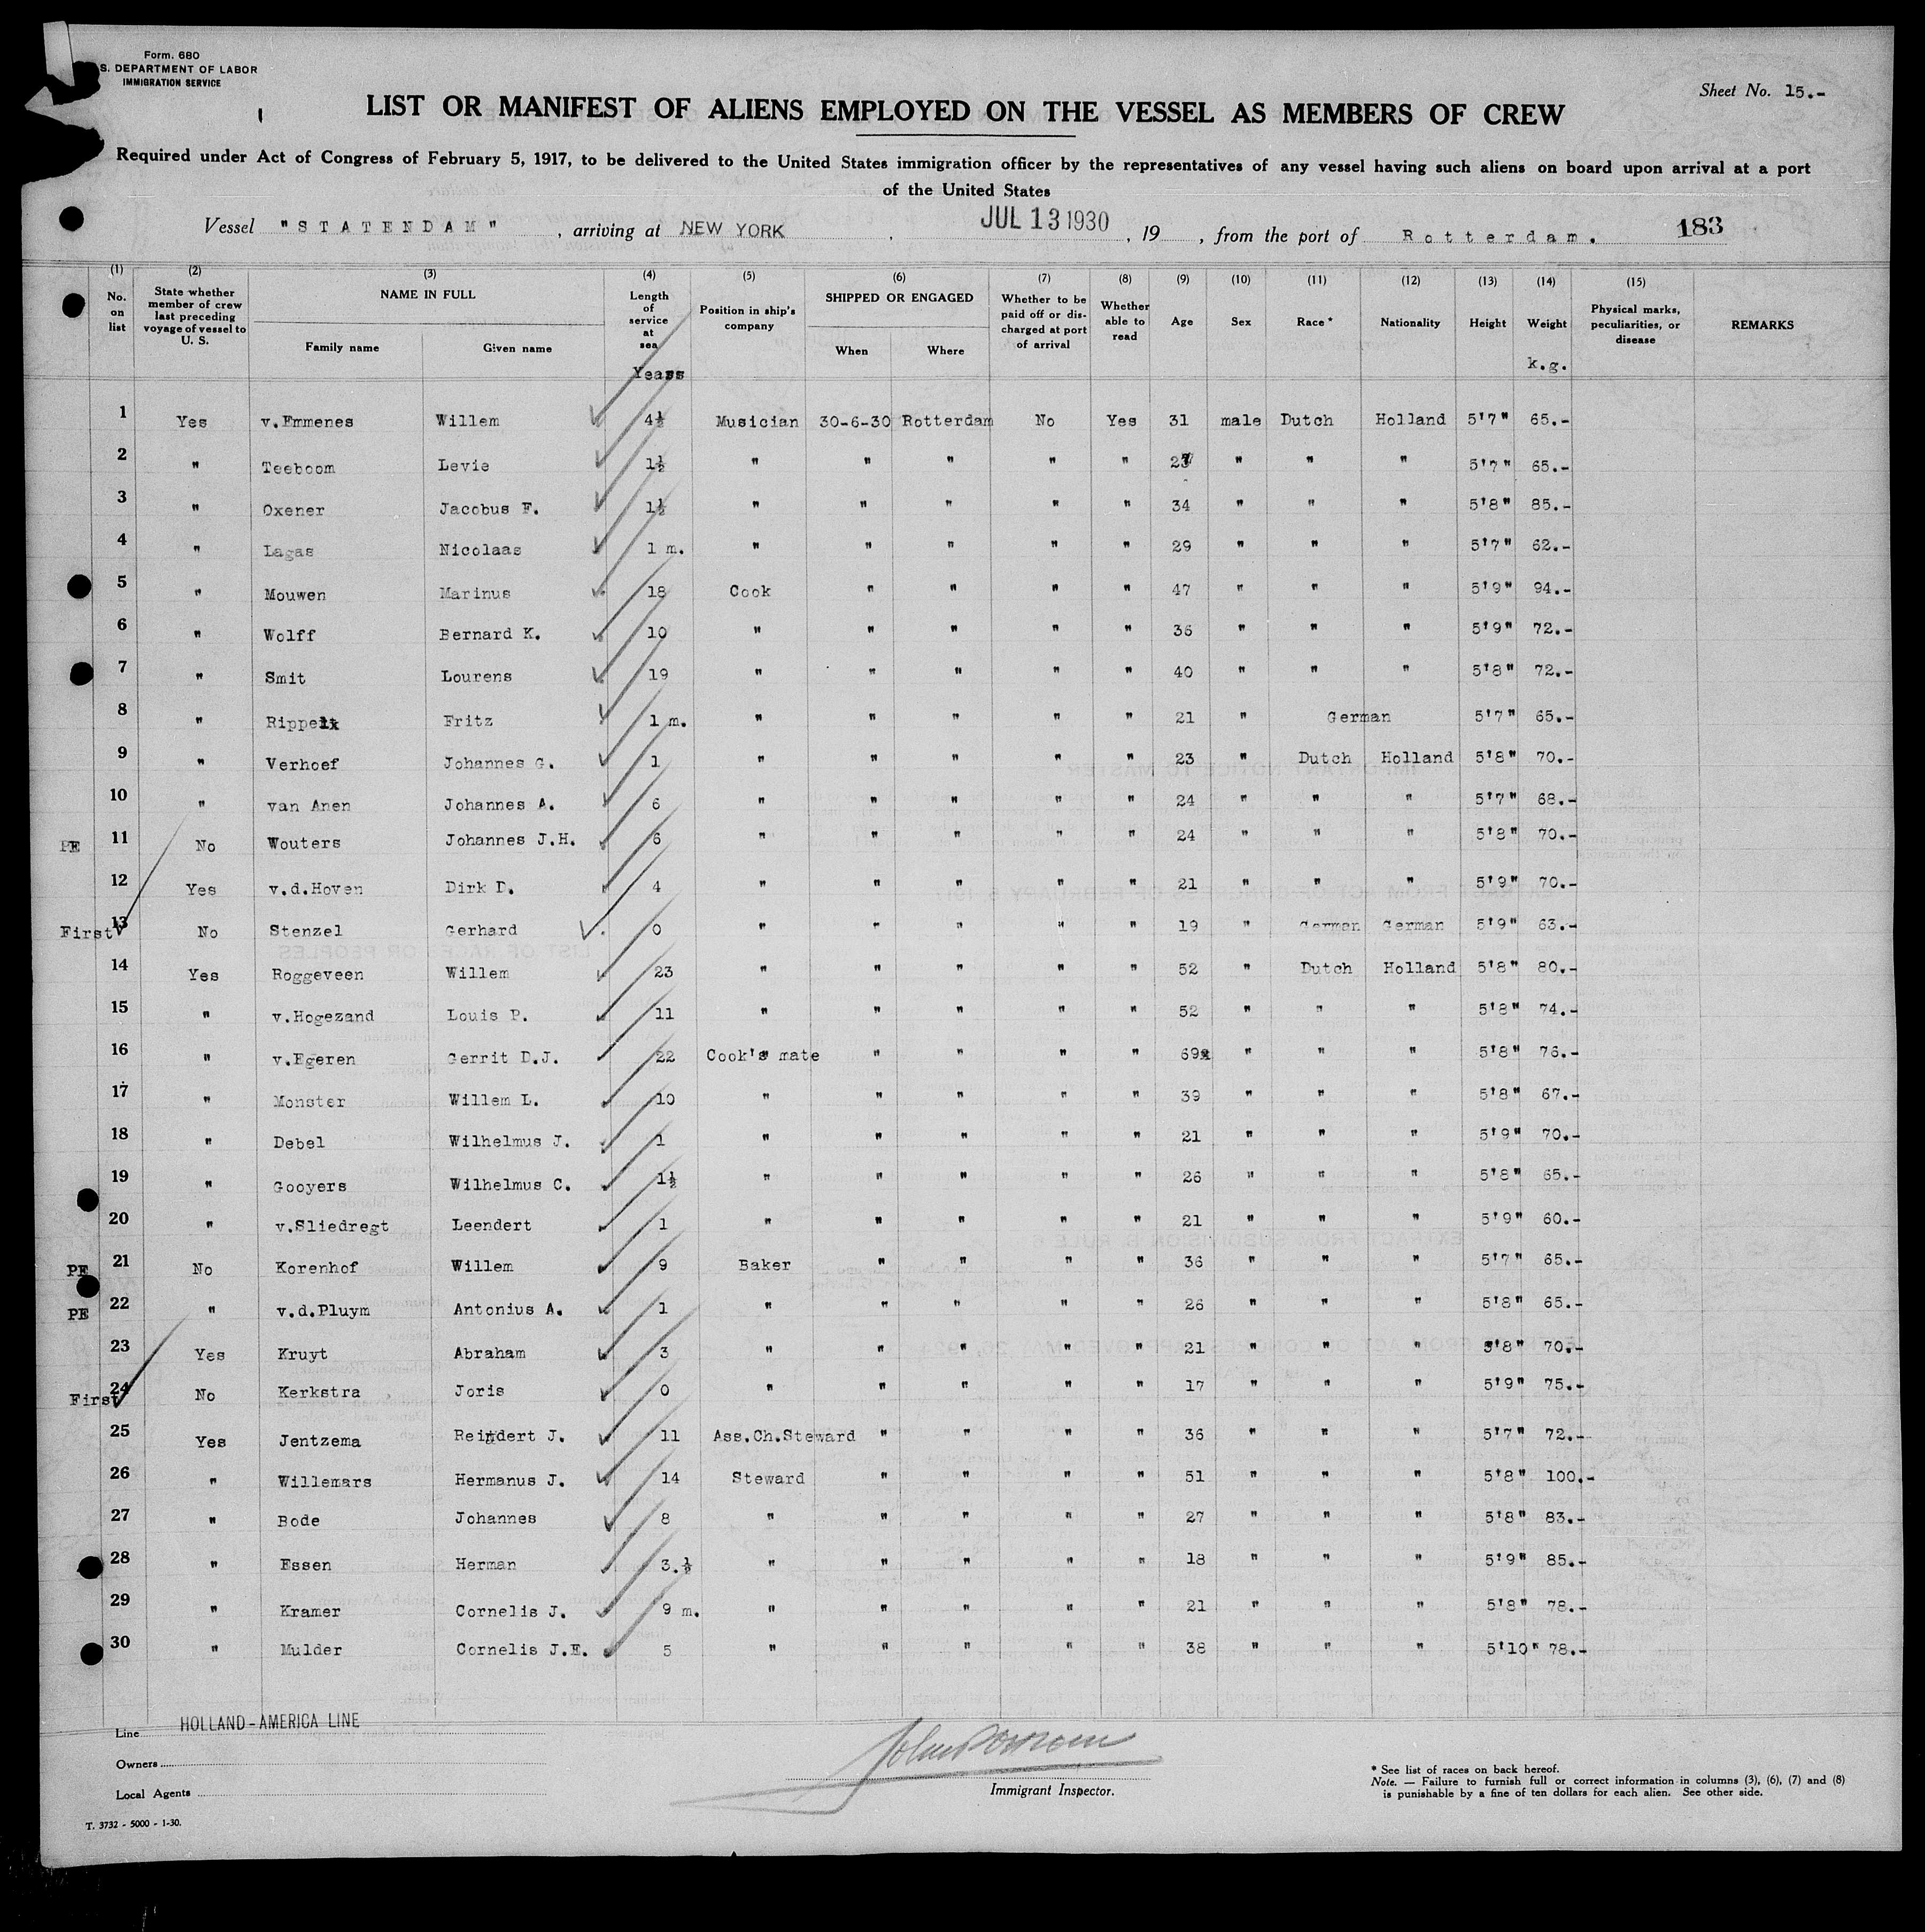 Form. 680
S. DEPARTMENT OF LABOR
IMMIGRATION SERVICE
Sheet No. 15.-
LIST OR MANIFEST OF ALIENS EMPLOYED ON THE VESSEL AS MEMBERS OF CREW
Required under Act of Congress of February 5, 1917, to be delivered to the United States immigration officer by the representatives of any vessel having such aliens on board upon arrival at a port
of the United States
Vessel "STATENDAM", arriving at NEW YORK JUL 13 1930, 19, from the port of Rotterdam. 183
(1) No. on list (2) State whether member of crew last preceding voyage of vessel to U. S. (3) NAME IN FULL Family name Given name (4) Length of service at sea Years (5) Position in ship's company (6) SHIPPED OR ENGAGED When Where (7) Whether to be paid off or discharged at port of arrival (8) Whether able to read (9) Age (10) Sex (11) Race * (12) Nationality (13) Height (14) Weight k.g. (15) Physical marks, peculiarities, or disease REMARKS
1 Yes v.Emmenes Willem 4½ Musician 30-6-30 Rotterdam No Yes 31 male Dutch Holland 5'7" 65.-
2 " Teeboom Levie 1½ " " " " " 27 " " " 5'7" 65.-
3 " Oxener Jacobus F. 1½ " " " " " 34 " " " 5'8" 85.-
4 " Lagas Nicolaas 1 m. " " " " " 29 " " " 5'7" 62.-
5 " Mouwen Marinus 18 Cook " " " " 47 " " " 5'9" 94.-
6 " Wolff Bernard K. 10 " " " " " 36 " " " 5'9" 72.-
7 " Smit Lourens 19 " " " " " 40 " " " 5'8" 72.-
8 " Rippel Fritz 1 m. " " " " " 21 " German 5'7" 65.-
9 " Verhoef Johannes G. 1 " " " " " 23 " Dutch Holland 5'8" 70.-
10 " van Anen Johannes A. 6 " " " " " 24 " " " 5'7" 68.-
PE 11 No Wouters Johannes J.H. 6 " " " " " 24 " " " 5'8" 70.-
12 Yes v.d.Hoven Dirk D. 4 " " " " " 21 " " " 5'9" 70.-
First 13 No Stenzel Gerhard 0 " " " " " 19 " German German 5'9" 63.-
14 Yes Roggeveen Willem 23 " " " " " 52 " Dutch Holland 5'8" 80.-
15 " v.Hogezand Louis P. 11 " " " " " 52 " " " 5'8" 74.-
16 " v.Egeren Gerrit D.J. 22 Cook's mate " " " " 69 " " " 5'8" 76.-
17 " Monster Willem L. 10 " " " " " 39 " " " 5'8" 67.-
18 " Debel Wilhelmus J. 1 " " " " " 21 " " " 5'9" 70.-
19 " Gooyers Wilhelmus C. 1½ " " " " " 26 " " " 5'8" 65.-
20 " v.Sliedregt Leendert 1 " " " " " 21 " " " 5'9" 60.-
PE 21 No Korenhof Willem 9 Baker " " " " 36 " " " 5'7" 65.-
PE 22 " v.d.Pluym Antonius A. 1 " " " " " 26 " " " 5'8" 65.-
23 Yes Kruyt Abraham 3 " " " " " 21 " " " 5'8" 70.-
First 24 No Kerkstra Joris 0 " " " " " 17 " " " 5'9" 75.-
25 Yes Jentzema Reindert J. 11 Ass.Ch.Steward " " " " 36 " " " 5'7" 72.-
26 " Willemars Hermanus J. 14 Steward " " " " 51 " " " 5'8" 100.-
27 " Bode Johannes 8 " " " " " 27 " " " 5'8" 83.-
28 " Essen Herman 3.½ " " " " " 18 " " " 5'9" 85.-
29 " Kramer Cornelis J. 9 m. " " " " " 21 " " " 5'8" 78.-
30 " Mulder Cornelis J.E. 5 " " " " " 38 " " " 5'10" 78.-
Line HOLLAND-AMERICA LINE
Owners
Local Agents
Immigrant Inspector.
* See list of races on back hereof.
Note. — Failure to furnish full or correct information in columns (3), (6), (7) and (8)
is punishable by a fine of ten dollars for each alien. See other side.
T. 3732 - 5000 - 1-30.